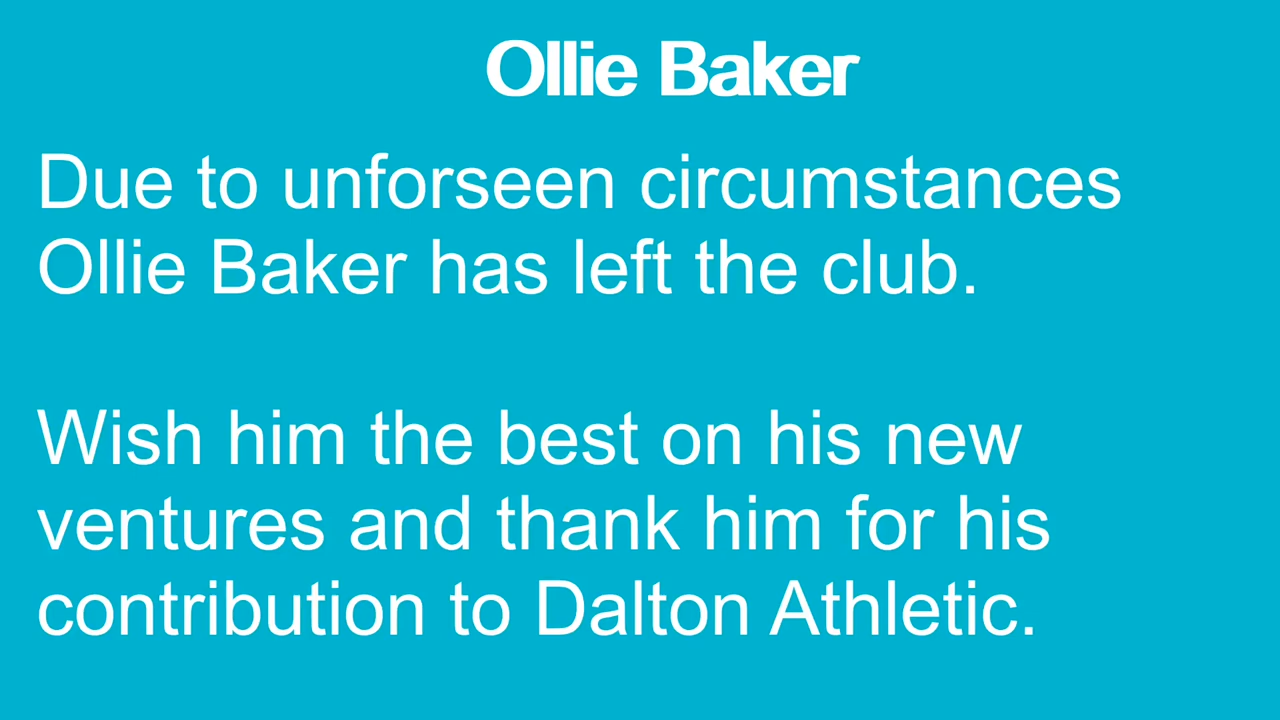 Ollie Baker
Due to unforseen circumstances
Ollie Baker has left the club.
Wish him the best on his new
ventures and thank him for his
contribution to Dalton Athletic.